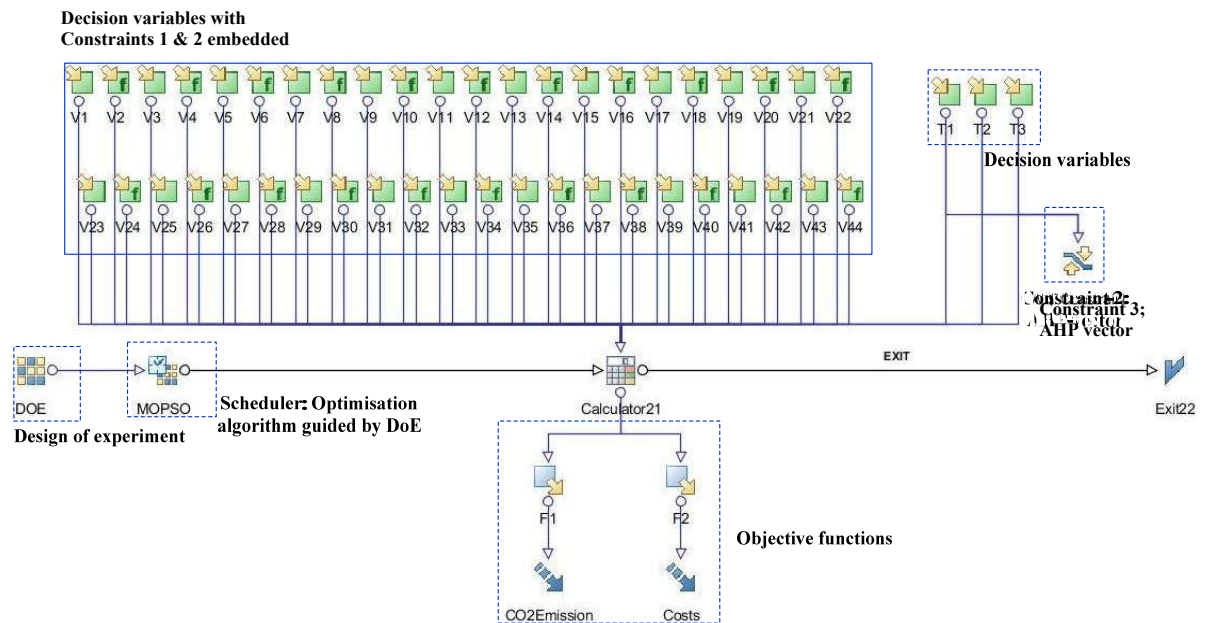 Decision variables with
Constraints 1 & 2 embedded
V1 V2 V3 V4 V5 V6 V7 V8 V9 V10 V11 V12 V13 V14 V15 V16 V17 V18 V19 V20 V21 V22
T1 T2 T3
Decision variables
V23 V24 V25 V26 V27 V28 V29 V30 V31 V32 V33 V34 V35 V36 V37 V38 V39 V40 V41 V42 V43 V44
Constraint 3;
AHP vector
EXIT
DOE
MOPSO
Scheduler: Optimisation
algorithm guided by DoE
Calculator21
Exit22
Design of experiment
F1 F2
Objective functions
CO2Emission Costs